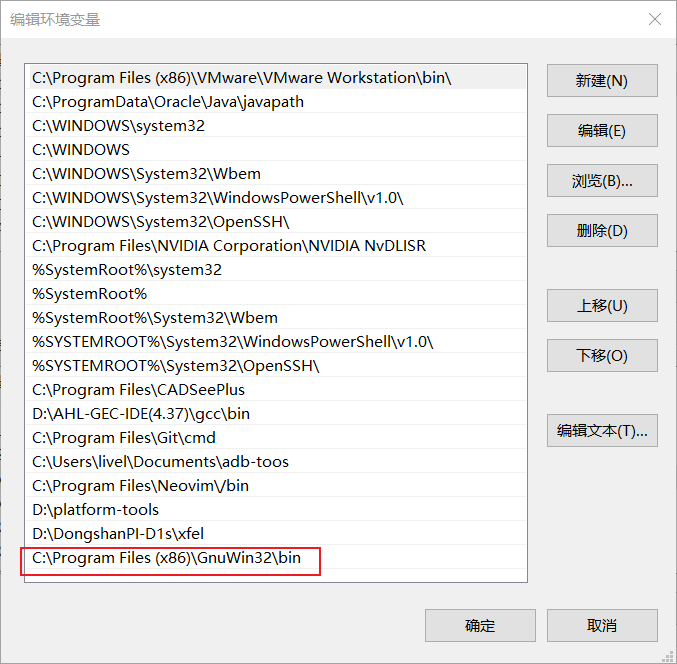 编辑环境变量
C:\Program Files (x86)\VMware\VMware Workstation\bin\
C:\ProgramData\Oracle\Java\javapath
C:\WINDOWS\system32
C:\WINDOWS
C:\WINDOWS\System32\Wbem
C:\WINDOWS\System32\WindowsPowerShell\v1.0\
C:\WINDOWS\System32\OpenSSH\
C:\Program Files\NVIDIA Corporation\NVIDIA NvDLISR
%SystemRoot%\system32
%SystemRoot%
%SystemRoot%\System32\Wbem
%SYSTEMROOT%\System32\WindowsPowerShell\v1.0\
%SYSTEMROOT%\System32\OpenSSH\
C:\Program Files\CADSeePlus
D:\AHL-GEC-IDE(4.37)\gcc\bin
C:\Program Files\Git\cmd
C:\Users\livel\Documents\adb-toos
C:\Program Files\Neovim\/bin
D:\platform-tools
D:\DongshanPI-D1s\xfel
C:\Program Files (x86)\GnuWin32\bin
新建(N)
编辑(E)
浏览(B)...
删除(D)
上移(U)
下移(O)
编辑文本(T)...
确定
取消